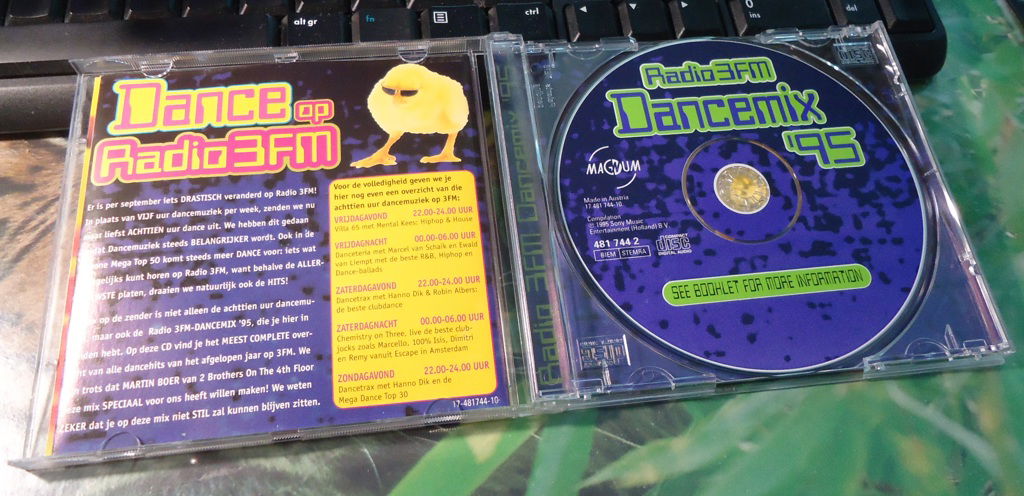 alt gr
fn
ctrl
0
ins
del
Dance op
Radio3FM
Er is per september iets DRASTISCH veranderd op Radio 3FM!
In plaats van VIJF uur dancemuziek per week, zenden we nu
maar liefst ACHTTIEN uur dance uit. We hebben dit gedaan
omdat Dancemuziek steeds BELANGRIJKER wordt. Ook in de
Mega Top 50 komt steeds meer DANCE voor: iets wat
kunt horen op Radio 3FM, want behalve de ALLER-
platen, draaien we natuurlijk ook de HITS!
op de zender is niet alleen de achttien uur dancemu-
maar ook de Radio 3FM-DANCEMIX '95, die je hier in
hebt. Op deze CD vind je het MEEST COMPLETE over-
van alle dancehits van het afgelopen jaar op 3FM. We
trots dat MARTIN BOER van 2 Brothers On The 4th Floor
deze mix SPECIAAL voor ons heeft willen maken! We weten
ZEKER dat je op deze mix niet STIL zal kunnen blijven zitten.
Voor de volledigheid geven we je
hier nog even een overzicht van die
achttien uur dancemuziek op 3FM:
VRIJDAGAVOND 22.00-24.00 UUR
Villa 65 met Mental Kees: Hiphop & House
VRIJDAGNACHT 00.00-06.00 UUR
Danceteria met Marcel van Schaik en Ewald
van Liempt met de beste R&B, Hiphop en
Dance-ballads
ZATERDAGAVOND 22.00-24.00 UUR
Dancetrax met Hanno Dik & Robin Albers:
de beste clubdance
ZATERDAGNACHT 00.00-06.00 UUR
Chemistry on Three, live de beste club-
jocks zoals Marcello, 100% Isis, Dimitri
en Remy vanuit Escape in Amsterdam
ZONDAGAVOND 22.00-24.00 UUR
Dancetrax met Hanno Dik en de
Mega Dance Top 30
17-481744-10
Radio 3FM Dancemix '95
Radio3FM
Dancemix
'95
MAGNUM
Made in Austria
17 481 744-10
Compilation
℗ 1995 Sony Music
Entertainment (Holland) B.V.
481 744 2
BIEM STEMRA
COMPACT
disc
DIGITAL AUDIO
SEE BOOKLET FOR MORE INFORMATION